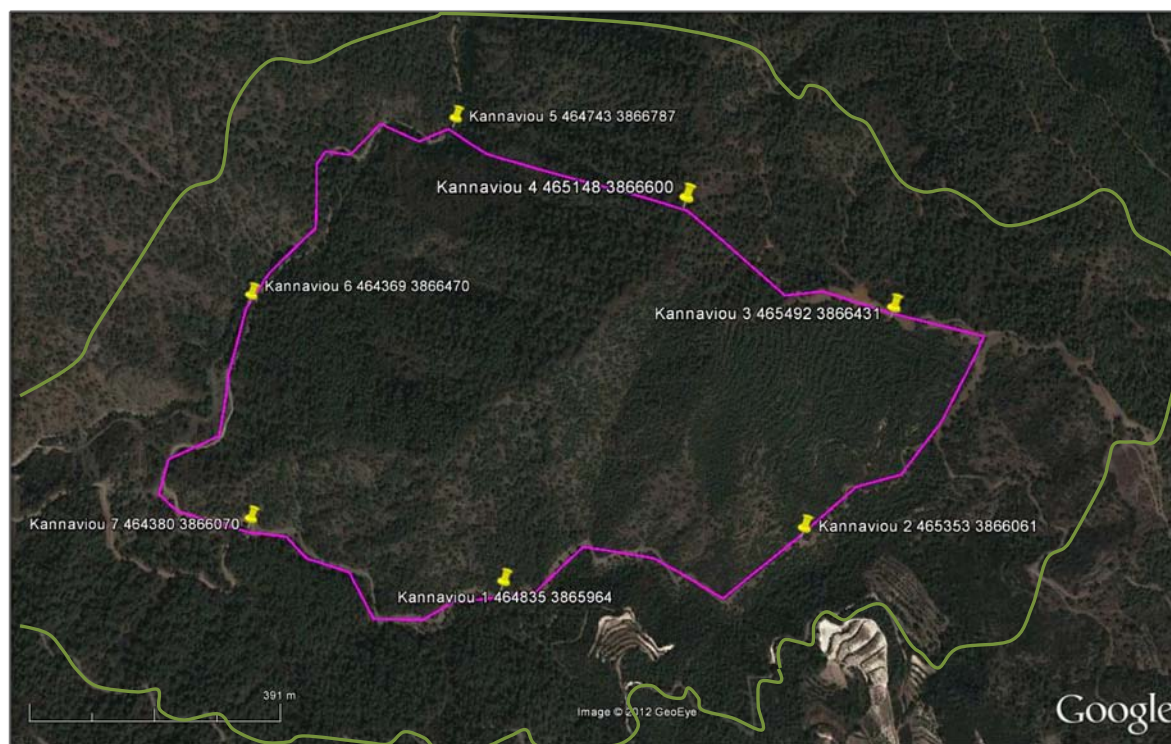 Kannaviou 5 464743 3866787
Kannaviou 4 465148 3866600
Kannaviou 6 464369 3866470
Kannaviou 3 465492 3866431
Kannaviou 7 464380 3866070
Kannaviou 2 465353 3866061
Kannaviou 1 464835 3865964
391 m
Image © 2012 GeoEye
Google